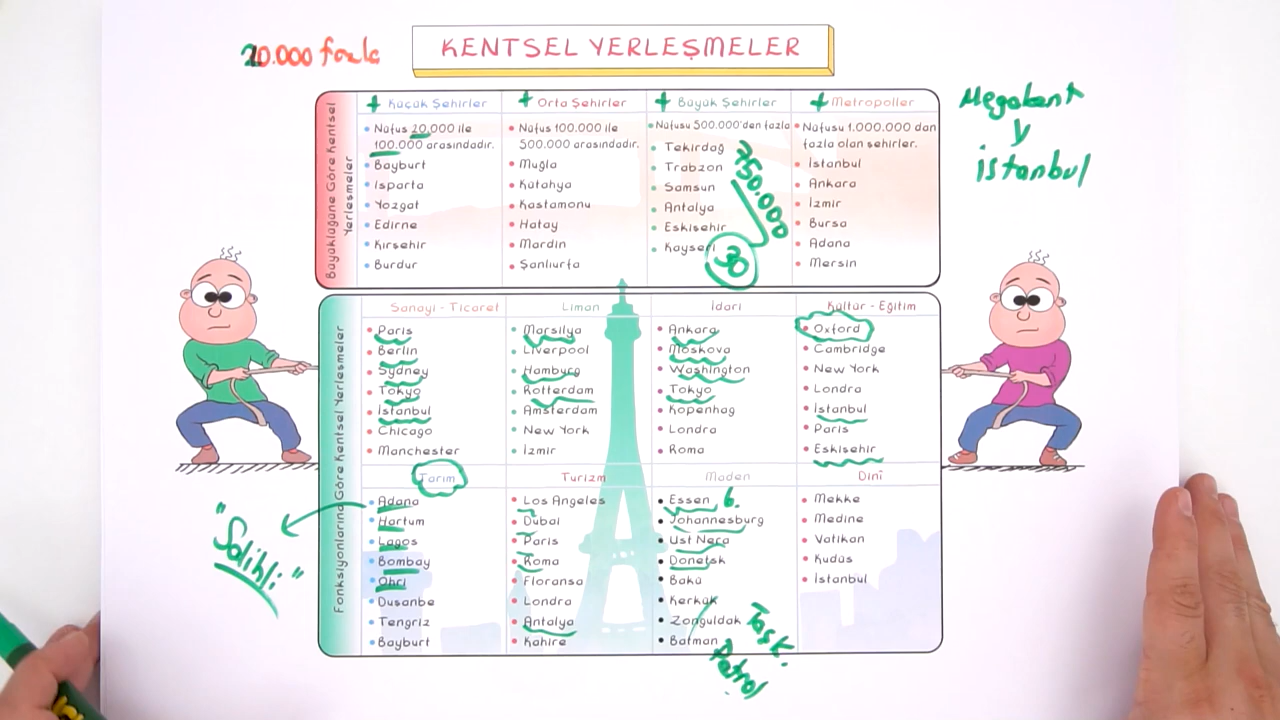 20.000 fazla
KENTSEL YERLEŞMELER
Megakent
İstanbul
Büyüklüğüne Göre Kentsel
Yerleşmeler
+ Küçük Şehirler
Nüfus 20.000 ile
100.000 arasındadır.
Bayburt
Isparta
Yozgat
Edirne
Kırşehir
Burdur
+ Orta Şehirler
Nüfus 100.000 ile
500.000 arasındadır.
Muğla
Kütahya
Kastamonu
Hatay
Mardin
Şanlıurfa
+ Büyük Şehirler
Nüfusu 500.000'den fazla
Tekirdağ
Trabzon
Samsun
Antalya
Eskişehir
Kayseri
750.000
30
+ Metropoller
Nüfusu 1.000.000 dan
fazla olan şehirler.
İstanbul
Ankara
İzmir
Bursa
Adana
Mersin
Fonksiyonlarına Göre Kentsel Yerleşmeler
Sanayi - Ticaret
Paris
Berlin
Sydney
Tokyo
İstanbul
Chicago
Manchester
Liman
Marsilya
Liverpool
Hamburg
Rotterdam
Amsterdam
New York
İzmir
İdari
Ankara
Moskova
Washington
Tokyo
Kopenhag
Londra
Roma
Kültür - Eğitim
Oxford
Cambridge
New York
Londra
İstanbul
Paris
Eskişehir
Tarım
Adana
Hartum
Lagos
Bombay
Ohri
Duşanbe
Tengriz
Bayburt
"Salihli"
Turizm
Los Angeles
Dubai
Paris
Roma
Floransa
Londra
Antalya
Kahire
Maden
Essen
Johannesburg
Ust Nera
Donetsk
Bakü
Kerkük
Zonguldak
Batman
Taşk.
Petrol
Dinî
Mekke
Medine
Vatikan
Kudüs
İstanbul